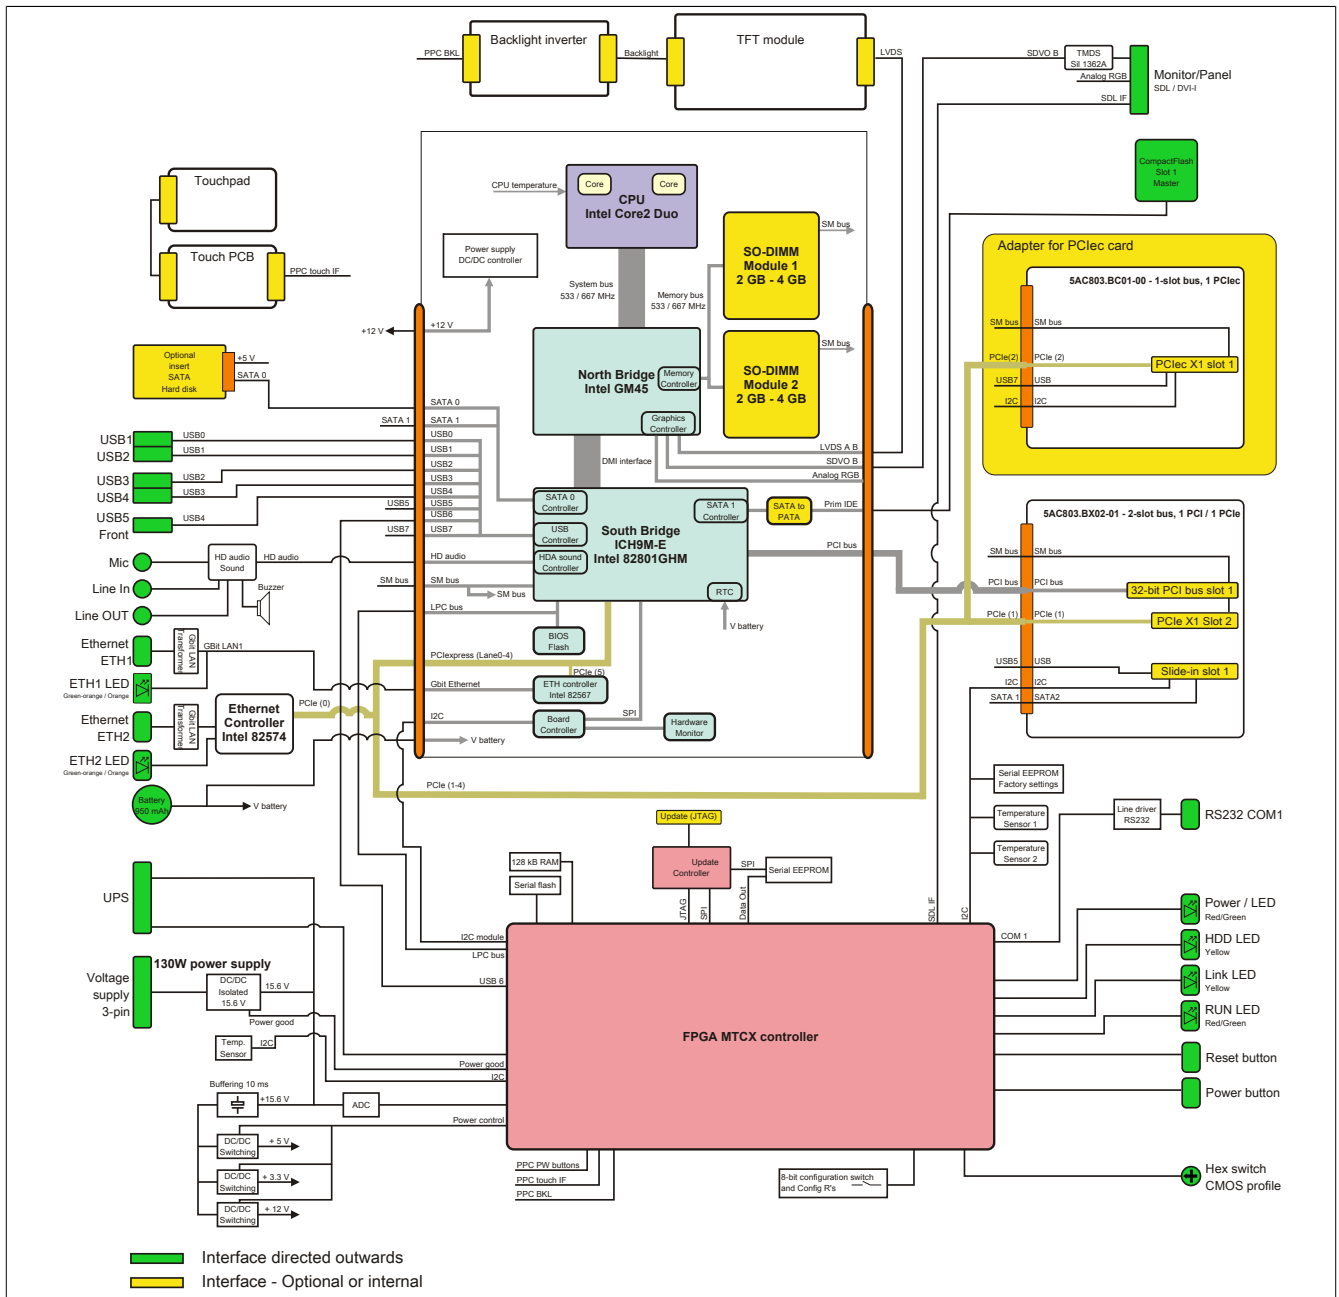 PPC BKL
Backlight inverter
Backlight
TFT module
LVDS
SDVO B
TMDS
Sil 1362A
Analog RGB
SDL IF
Monitor/Panel
SDL / DVI-I
CompactFlash
Slot 1
Master
Touchpad
Touch PCB
PPC touch IF
CPU temperature
Core
Core
CPU
Intel Core2 Duo
Power supply
DC/DC controller
System bus
533 / 667 MHz
Memory bus
533 / 667 MHz
SO-DIMM
Module 1
2 GB - 4 GB
SM bus
SO-DIMM
Module 2
2 GB - 4 GB
SM bus
Adapter for PCIec card
5AC803.BC01-00 - 1-slot bus, 1 PCIec
SM bus
SM bus
PCIe(2)
PCIe (2)
PCIec X1 slot 1
USB7
USB
I2C
I2C
+12 V
+12 V
Optional
insert
SATA
Hard disk
+5 V
SATA 0
North Bridge
Intel GM45
Memory
Controller
Graphics
Controller
SATA 0
SATA 1
SATA 1
USB0
USB1
USB2
USB3
USB4
USB5
USB5
USB6
USB7
USB7
USB1
USB0
USB2
USB1
USB3
USB2
USB4
USB3
USB5
Front
USB4
DMI interface
LVDS A B
SDVO B
Analog RGB
SATA 0
Controller
USB
Controller
HDA sound
Controller
South Bridge
ICH9M-E
Intel 82801GHM
SATA 1
Controller
SATA to
PATA
Prim IDE
PCI bus
RTC
V battery
5AC803.BX02-01 - 2-slot bus, 1 PCI / 1 PCIe
SM bus
SM bus
PCI bus
PCI bus
32-bit PCI bus slot 1
PCIe (1)
PCIe (1)
PCIe X1 Slot 2
USB5
USB
Slide-in slot 1
I2C
I2C
SATA 1
SATA2
Mic
HD audio
Sound
HD audio
HD audio
Line In
Buzzer
Line OUT
SM bus
SM bus
SM bus
LPC bus
BIOS
Flash
Ethernet
ETH1
Gbit LAN
Transformer
GBit LAN1
PCIexpress (Lane0-4)
PCIe (5)
Gbit Ethernet
ETH controller
Intel 82567
ETH1 LED
Green-orange / Orange
Ethernet
Controller
Intel 82574
PCIe (0)
SPI
I2C
Board
Controller
Hardware
Monitor
V battery
Ethernet
ETH2
Gbit LAN
Transformer
ETH2 LED
Green-orange / Orange
Battery
950 mAh
V battery
PCIe (1-4)
Serial EEPROM
Factory settings
Temperature
Sensor 1
Temperature
Sensor 2
Line driver
RS232
RS232 COM1
Update (JTAG)
Update
Controller
SPI
Serial EEPROM
128 kB RAM
Serial flash
JTAG
SPI
Data Out
SDL IF
I2C
UPS
I2C module
LPC bus
USB 6
COM 1
Power / LED
Red/Green
HDD LED
Yellow
Link LED
Yellow
RUN LED
Red/Green
Reset button
Power button
130W power supply
Voltage
supply
3-pin
DC/DC
Isolated
15.6 V
15.6 V
Power good
Temp.
Sensor
I2C
Power good
I2C
FPGA MTCX controller
Buffering 10 ms
+15.6 V
ADC
Power control
DC/DC
Switching
+ 5 V
DC/DC
Switching
+ 3.3 V
DC/DC
Switching
+ 12 V
PPC PW buttons
PPC touch IF
PPC BKL
8-bit configuration switch
and Config R's
Hex switch
CMOS profile
Interface directed outwards
Interface - Optional or internal